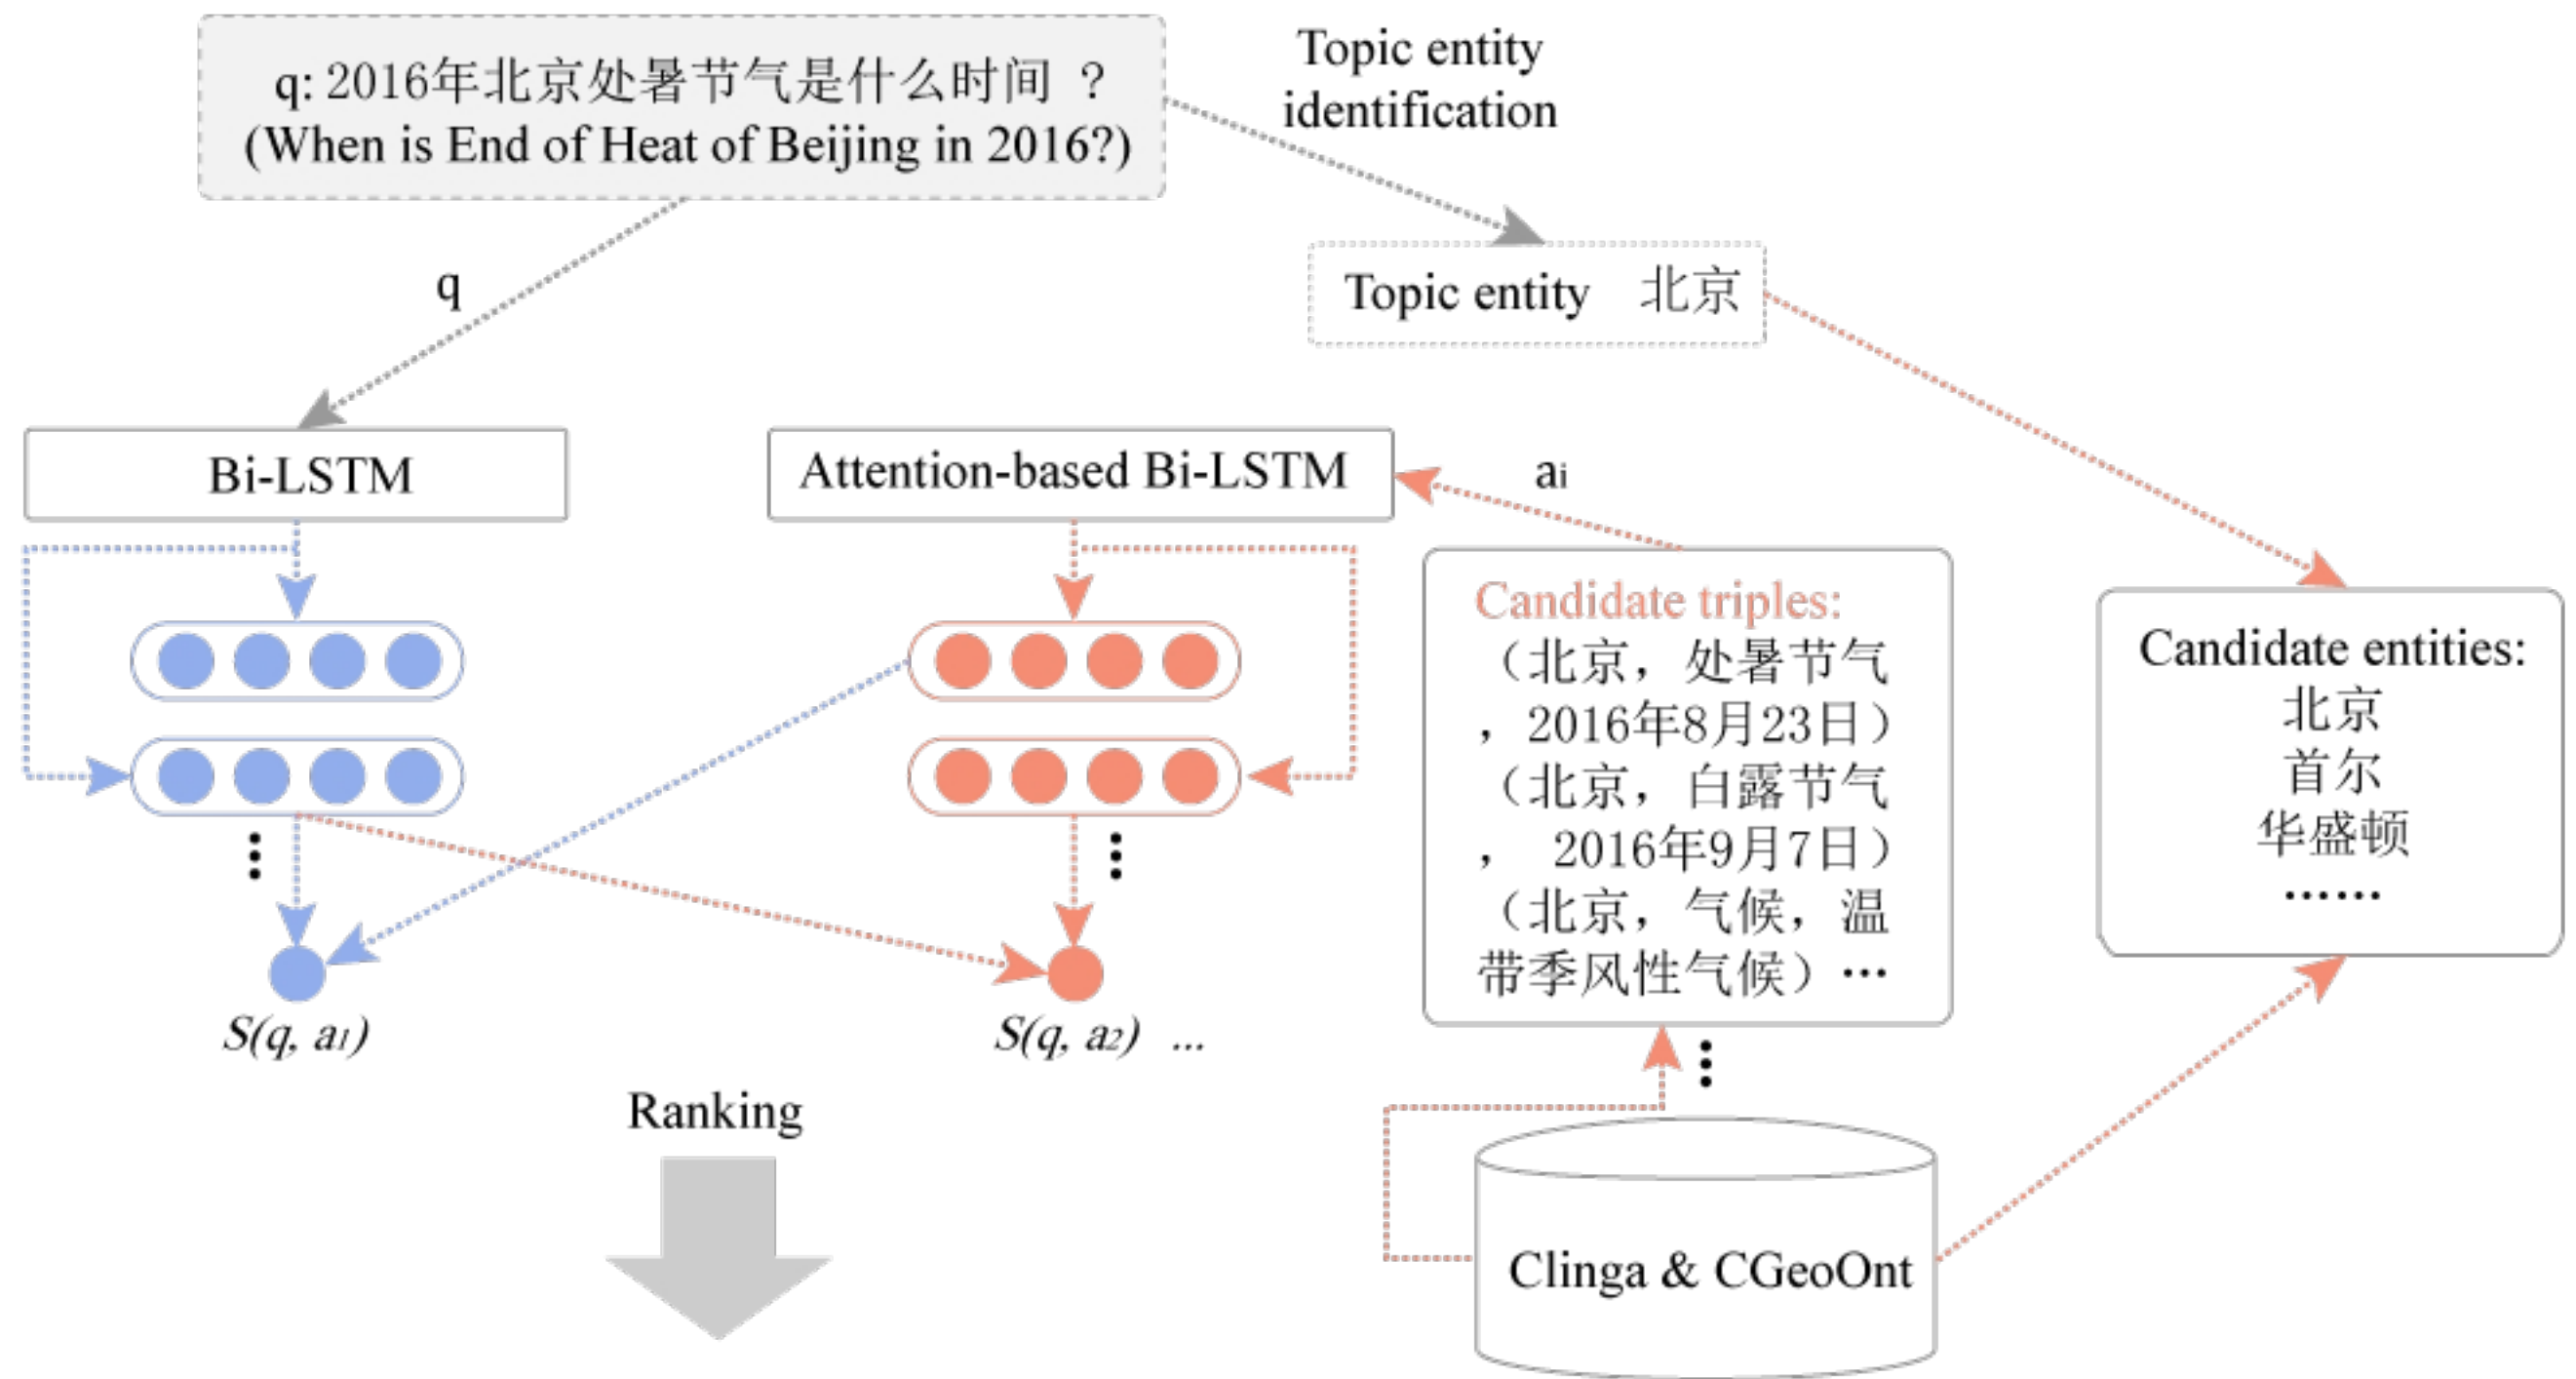 q: 2016年北京处暑节气是什么时间 ？
(When is End of Heat of Beijing in 2016?)
Topic entity
identification
q
Topic entity 北京
Bi-LSTM
Attention-based Bi-LSTM
ai
Candidate triples:
（北京，处暑节气
，2016年8月23日）
（北京，白露节气
， 2016年9月7日）
（北京，气候，温
带季风性气候）…
Candidate entities:
北京
首尔
华盛顿
……
S(q, a1)
S(q, a2) ...
Ranking
Clinga & CGeoOnt